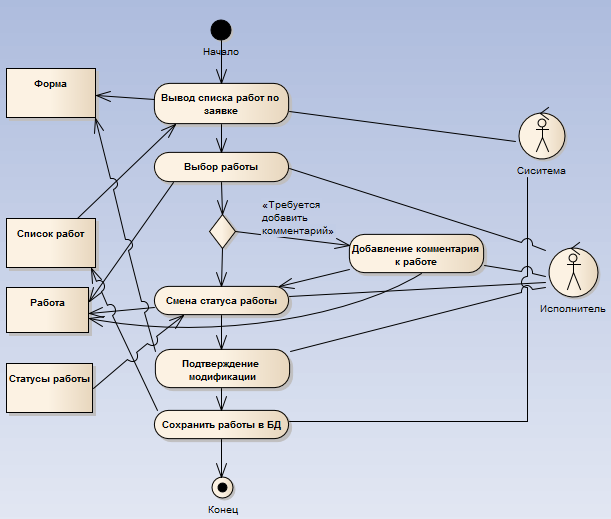 Начало
Форма
Вывод списка работ по
заявке
Сиситема
Выбор работы
«Требуется
добавить
комментарий»
Список работ
Добавление комментария
к работе
Работа
Смена статуса работы
Исполнитель
Статусы работы
Подтверждение
модификации
Сохранить работы в БД
Конец